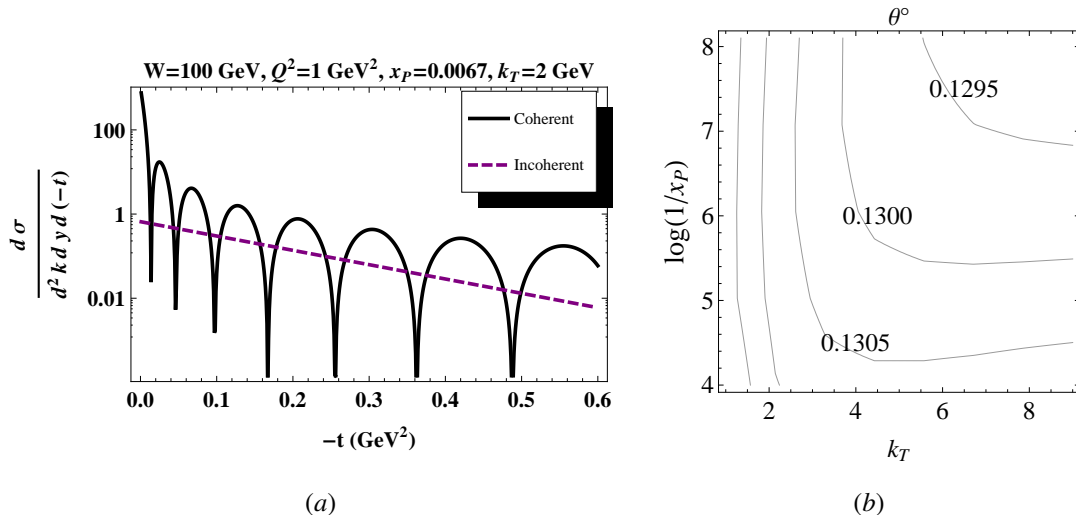 W=100 GeV, Q²=1 GeV², x_P=0.0067, k_T=2 GeV
Coherent
Incoherent
100
1
0.01
dσ
d²k dy d(−t)
0.0 0.1 0.2 0.3 0.4 0.5 0.6
−t (GeV²)
(a)
θ°
8
7
6
5
4
log(1/x_P)
0.1295
0.1300
0.1305
2 4 6 8
k_T
(b)